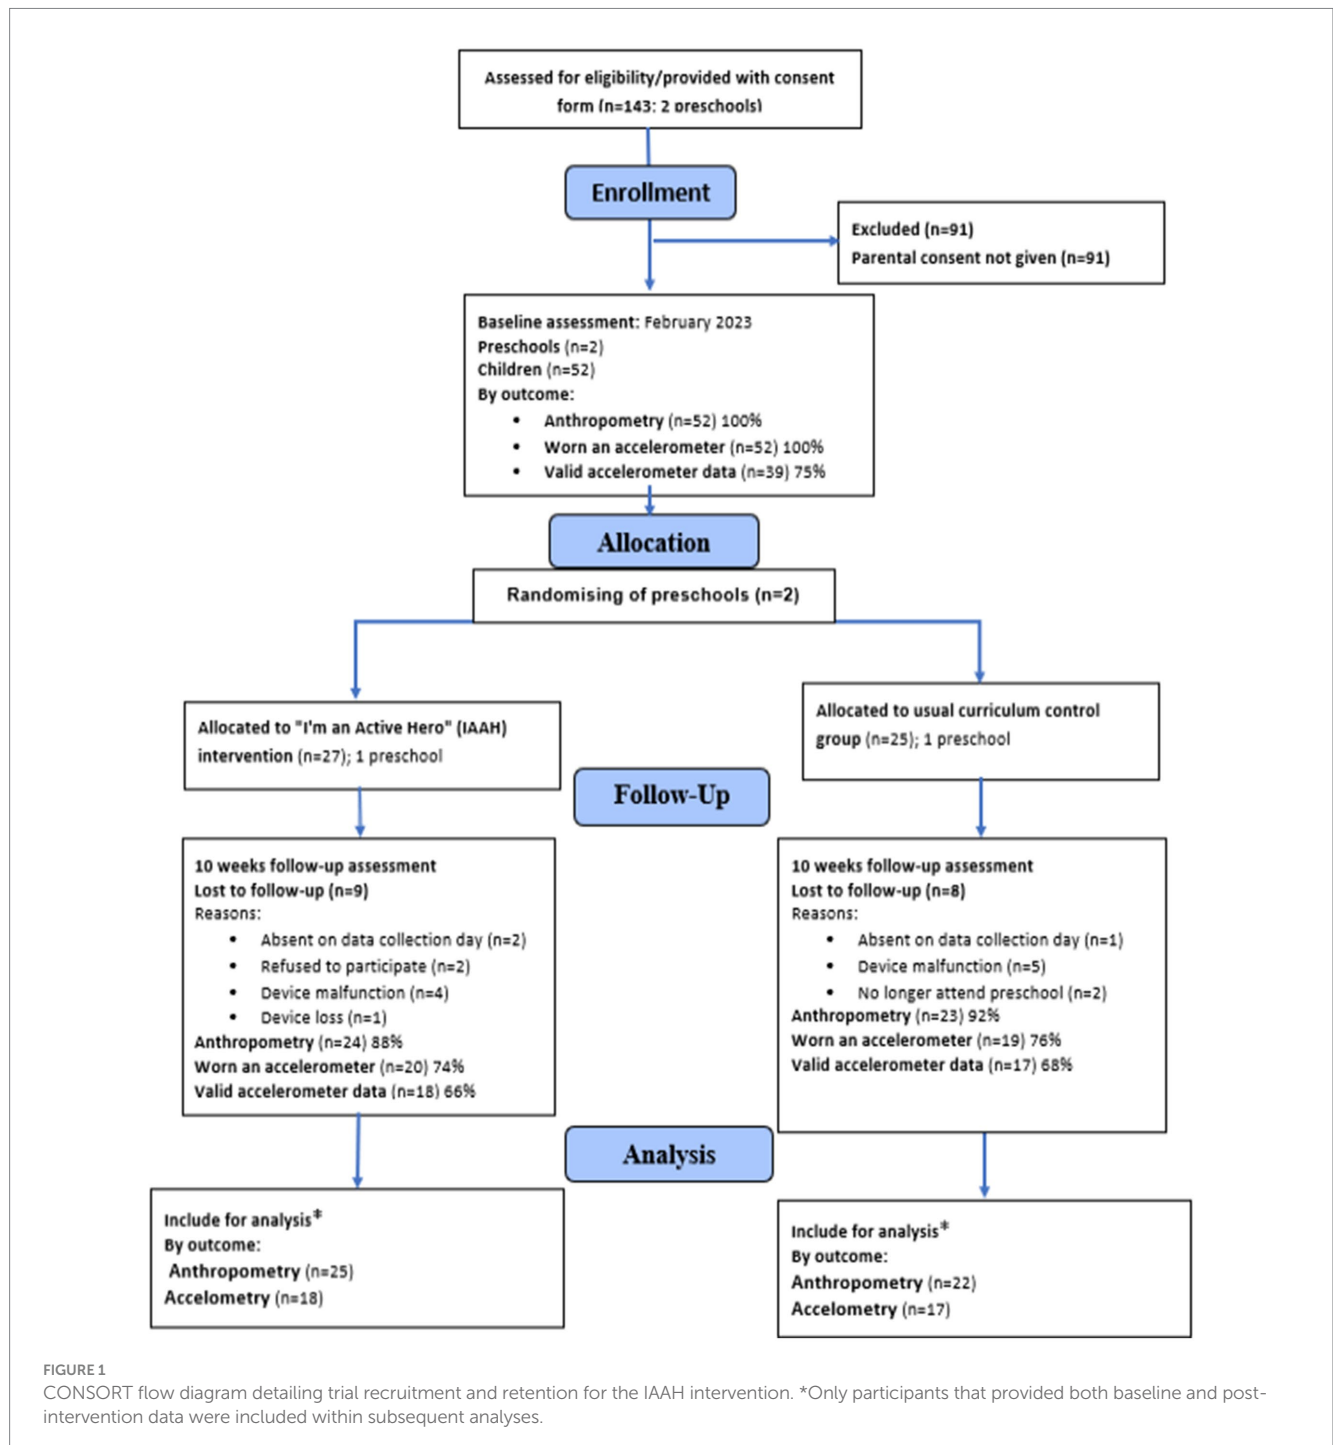 Assessed for eligibility/provided with consent
form (n=143; 2 preschools)
Enrollment
Excluded (n=91)
Parental consent not given (n=91)
Baseline assessment: February 2023
Preschools (n=2)
Children (n=52)
By outcome:
• Anthropometry (n=52) 100%
• Worn an accelerometer (n=52) 100%
• Valid accelerometer data (n=39) 75%
Allocation
Randomising of preschools (n=2)
Allocated to "I'm an Active Hero" (IAAH)
intervention (n=27); 1 preschool
Allocated to usual curriculum control
group (n=25); 1 preschool
Follow-Up
10 weeks follow-up assessment
Lost to follow-up (n=9)
Reasons:
• Absent on data collection day (n=2)
• Refused to participate (n=2)
• Device malfunction (n=4)
• Device loss (n=1)
Anthropometry (n=24) 88%
Worn an accelerometer (n=20) 74%
Valid accelerometer data (n=18) 66%
10 weeks follow-up assessment
Lost to follow-up (n=8)
Reasons:
• Absent on data collection day (n=1)
• Device malfunction (n=5)
• No longer attend preschool (n=2)
Anthropometry (n=23) 92%
Worn an accelerometer (n=19) 76%
Valid accelerometer data (n=17) 68%
Analysis
Include for analysis*
By outcome:
Anthropometry (n=25)
Accelometry (n=18)
Include for analysis*
By outcome:
Anthropometry (n=22)
Accelometry (n=17)
FIGURE 1
CONSORT flow diagram detailing trial recruitment and retention for the IAAH intervention. *Only participants that provided both baseline and post-
intervention data were included within subsequent analyses.